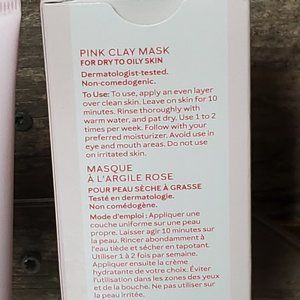 PINK CLAY MASK
FOR DRY TO OILY SKIN
Dermatologist-tested.
Non-comedogenic.
To Use: To use, apply an even layer
over clean skin. Leave on skin for 10
minutes. Rinse thoroughly with
warm water, and pat dry. Use 1 to 2
times per week. Follow with your
preferred moisturizer. Avoid use in
eye and mouth areas. Do not use
on irritated skin.
MASQUE
À L'ARGILE ROSE
POUR PEAU SÈCHE À GRASSE
Testé en dermatologie.
Non comédogène.
Mode d'emploi : Appliquer une
couche uniforme sur une peau
propre. Laisser agir 10 minutes sur
la peau. Rincer abondamment à
l'eau tiède et sécher en tapotant.
Utiliser 1 à 2 fois par semaine.
Appliquer ensuite la crème
hydratante de votre choix. Éviter
l'utilisation dans les zones des yeux
et de la bouche. Ne pas utiliser sur
la peau irritée.